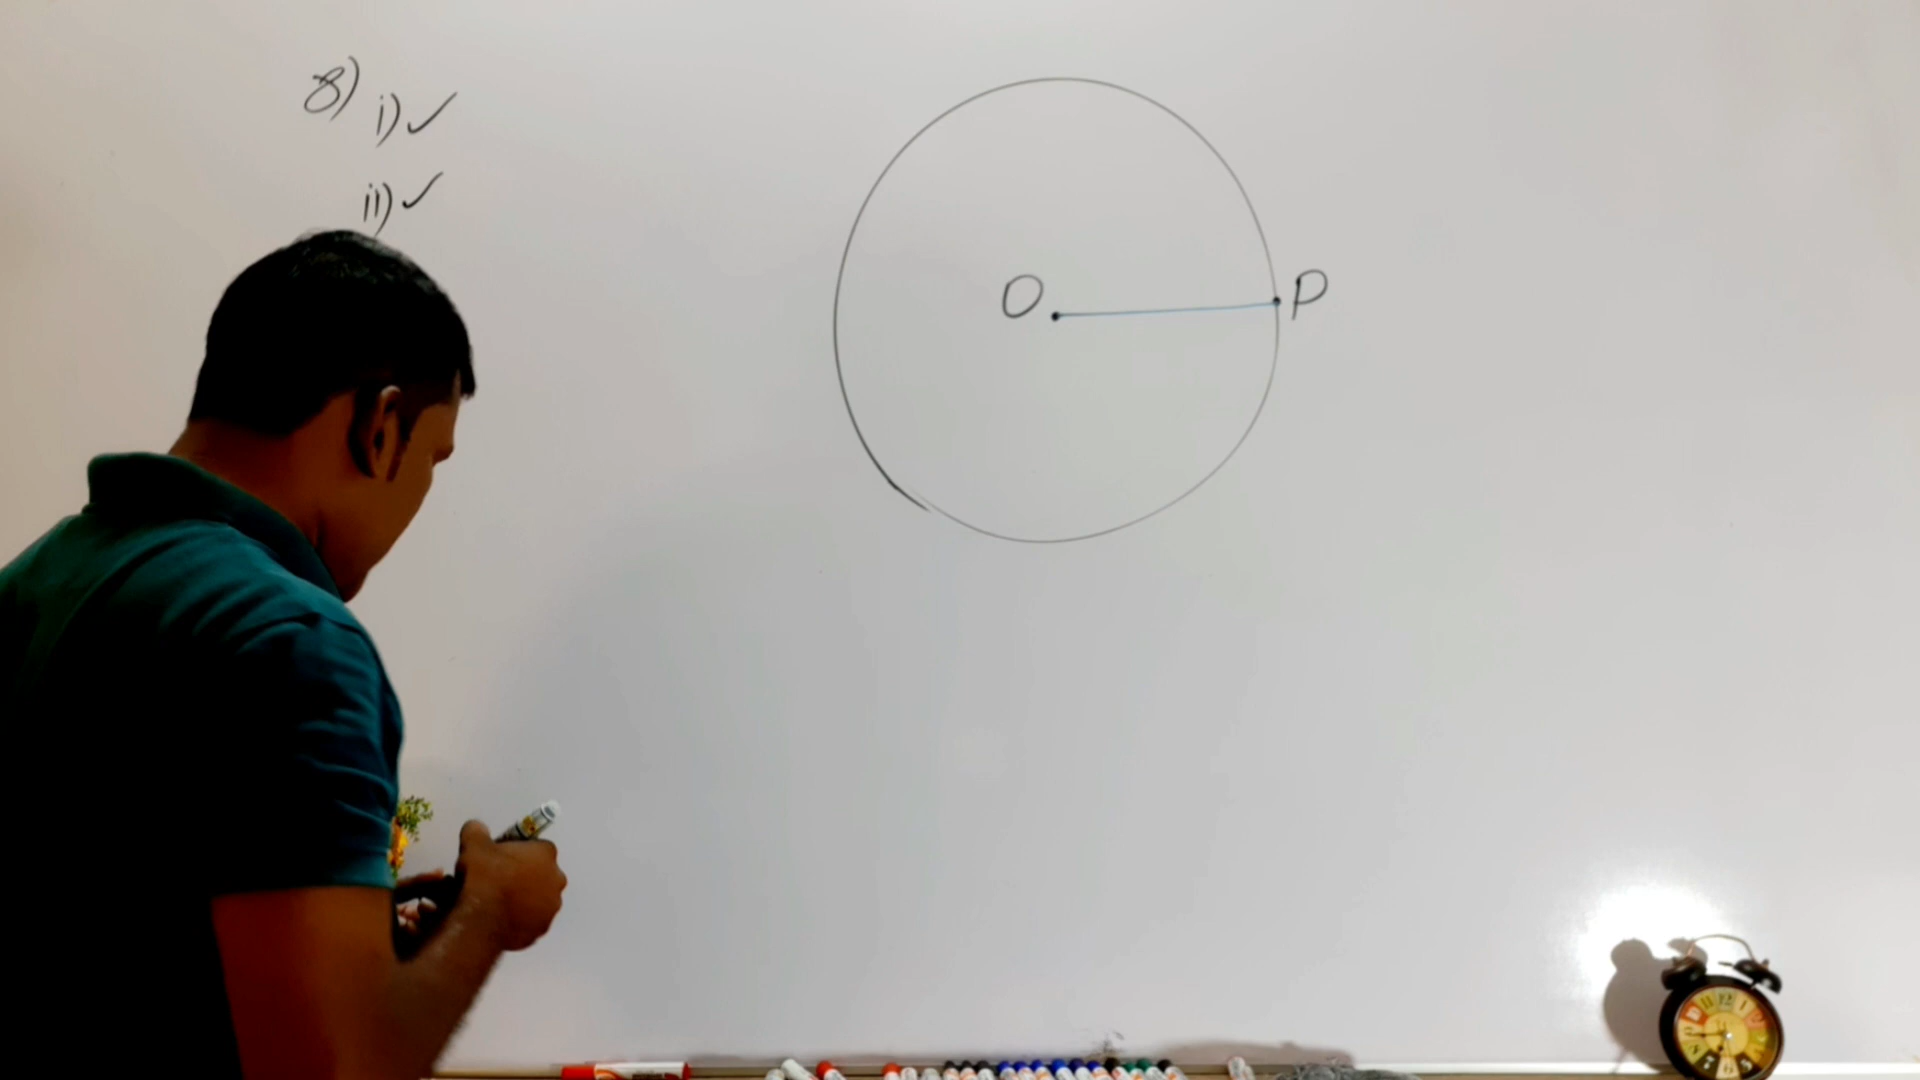 8) i) ✓
ii) ✓
O
P